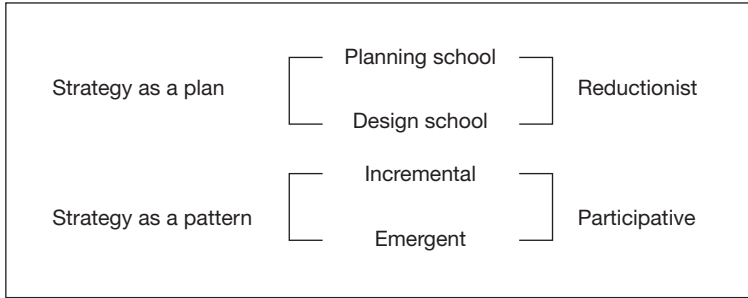 Planning school
Strategy as a plan
Reductionist
Design school
Incremental
Strategy as a pattern
Participative
Emergent